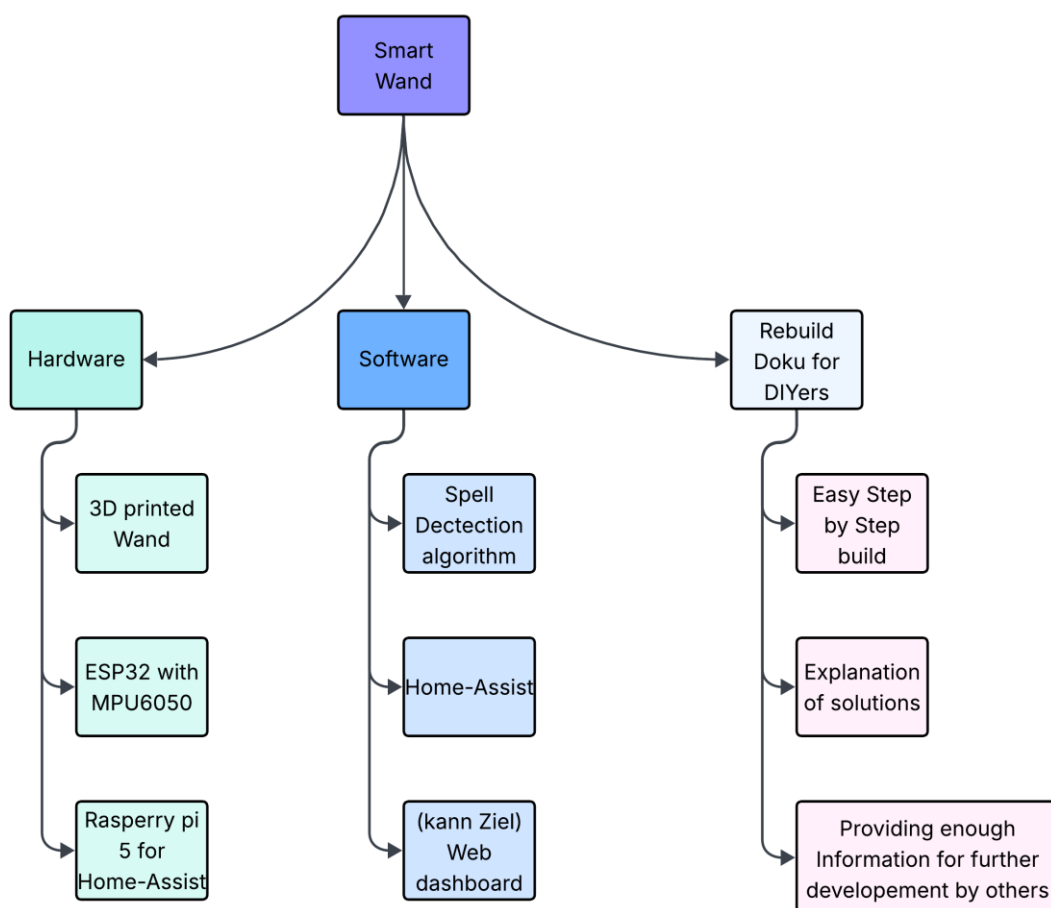 Smart
Wand
Hardware
Software
Rebuild
Doku for
DIYers
3D printed
Wand
Spell
Dectection
algorithm
Easy Step
by Step
build
ESP32 with
MPU6050
Home-Assist
Explanation
of solutions
Rasperry pi
5 for
Home-Assist
(kann Ziel)
Web
dashboard
Providing enough
Information for further
developement by others